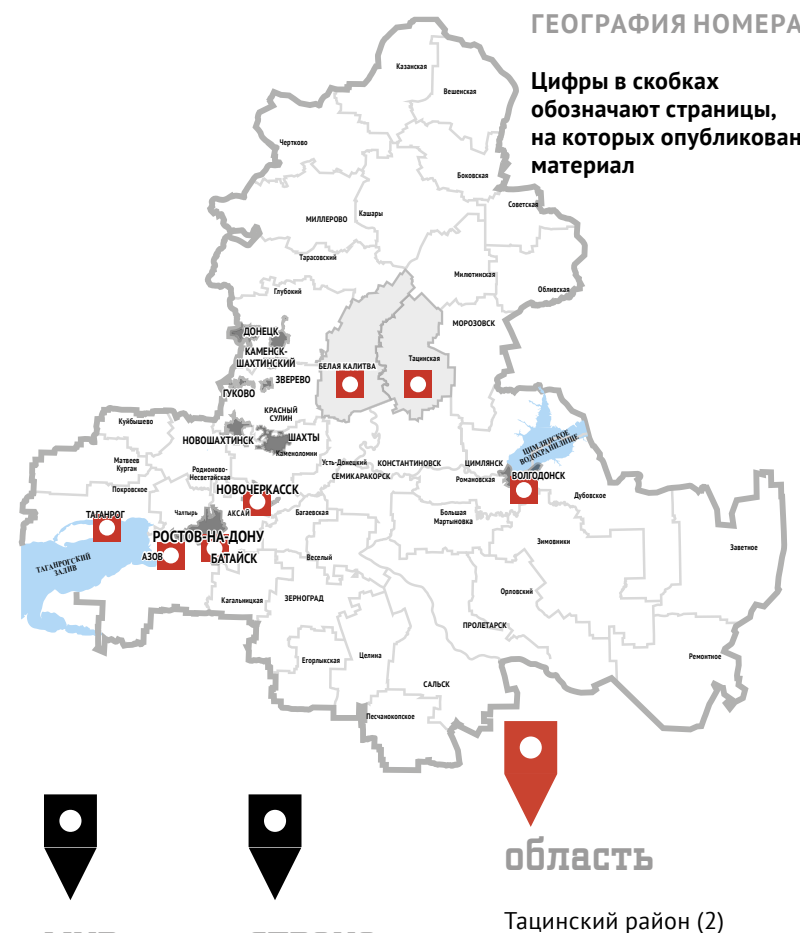 ГЕОГРАФИЯ НОМЕРА
Цифры в скобках
обозначают страницы,
на которых опубликован
материал
Казанская
Вешенская
Чертково
Боковская
Советская
Кашары
МИЛЛЕРОВО
Тарасовский
Милютинская
Обливская
Глубокий
МОРОЗОВСК
ДОНЕЦК
КАМЕНСК-
ШАХТИНСКИЙ
Тацинская
БЕЛАЯ КАЛИТВА
ЗВЕРЕВО
ГУКОВО
КРАСНЫЙ
СУЛИН
Куйбышево
НОВОШАХТИНСК
ШАХТЫ
Каменоломни
ЦИМЛЯНСКОЕ
ВОДОХРАНИЛИЩЕ
Матвеев
Курган
Родионово-
Несветайская
Усть-Донецкий
КОНСТАНТИНОВСК
ЦИМЛЯНСК
СЕМИКАРАКОРСК
Романовская
ВОЛГОДОНСК
Покровское
НОВОЧЕРКАССК
Дубовское
ТАГАНРОГ
Чалтырь
АКСАЙ
Багаевская
Большая
Мартыновка
РОСТОВ-НА-ДОНУ
Зимовники
Заветное
АЗОВ
БАТАЙСК
Веселый
ТАГАНРОГСКИЙ
ЗАЛИВ
Орловский
Кагальницкая
ЗЕРНОГРАД
ПРОЛЕТАРСК
Егорлыкская
Целина
Ремонтное
САЛЬСК
Песчанокопское
область
Тацинский район (2)